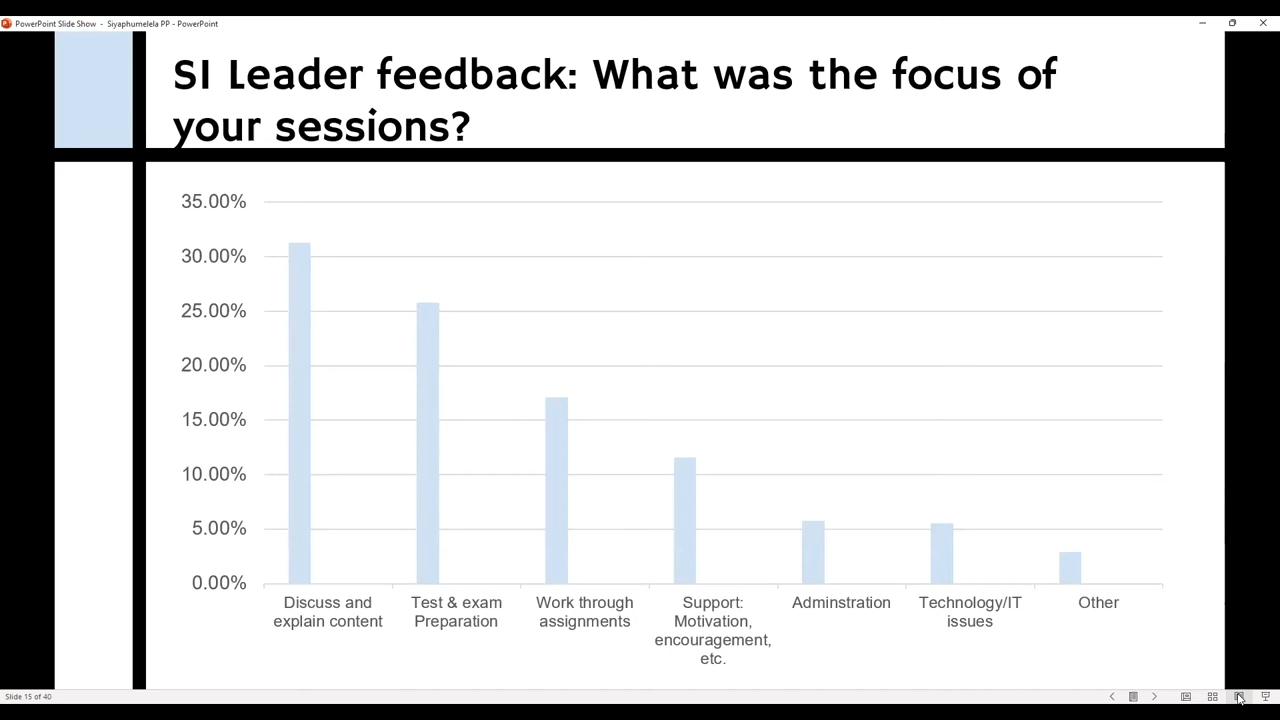 PowerPoint Slide Show - Siyaphumelela PP - PowerPoint
SI Leader feedback: What was the focus of
your sessions?
35.00%
30.00%
25.00%
20.00%
15.00%
10.00%
5.00%
0.00%
Discuss and
explain content
Test & exam
Preparation
Work through
assignments
Support:
Motivation,
encouragement,
etc.
Adminstration
Technology/IT
issues
Other
Slide 15 of 40